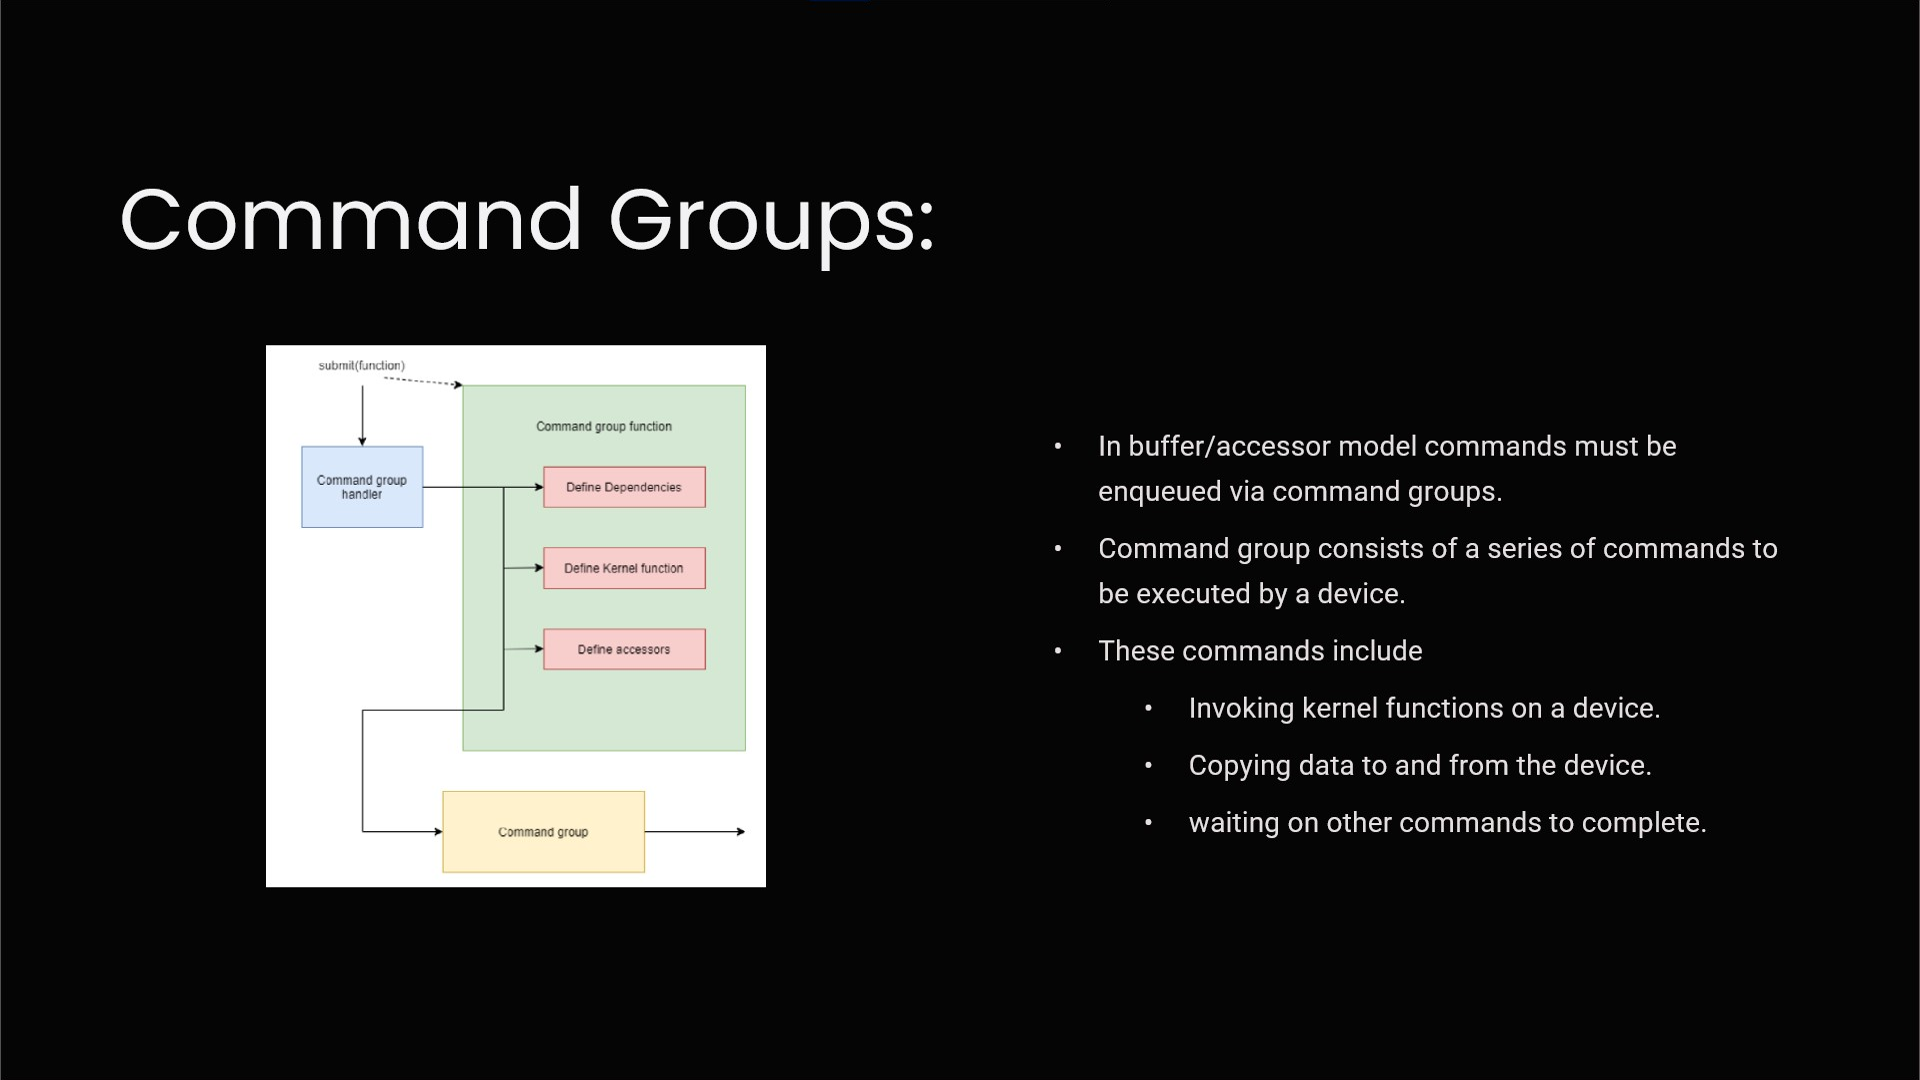 Command Groups:
submit(function)
Command group function
Command group
handler
Define Dependencies
Define Kernel function
Define accessors
Command group
• In buffer/accessor model commands must be
enqueued via command groups.
• Command group consists of a series of commands to
be executed by a device.
• These commands include
• Invoking kernel functions on a device.
• Copying data to and from the device.
• waiting on other commands to complete.